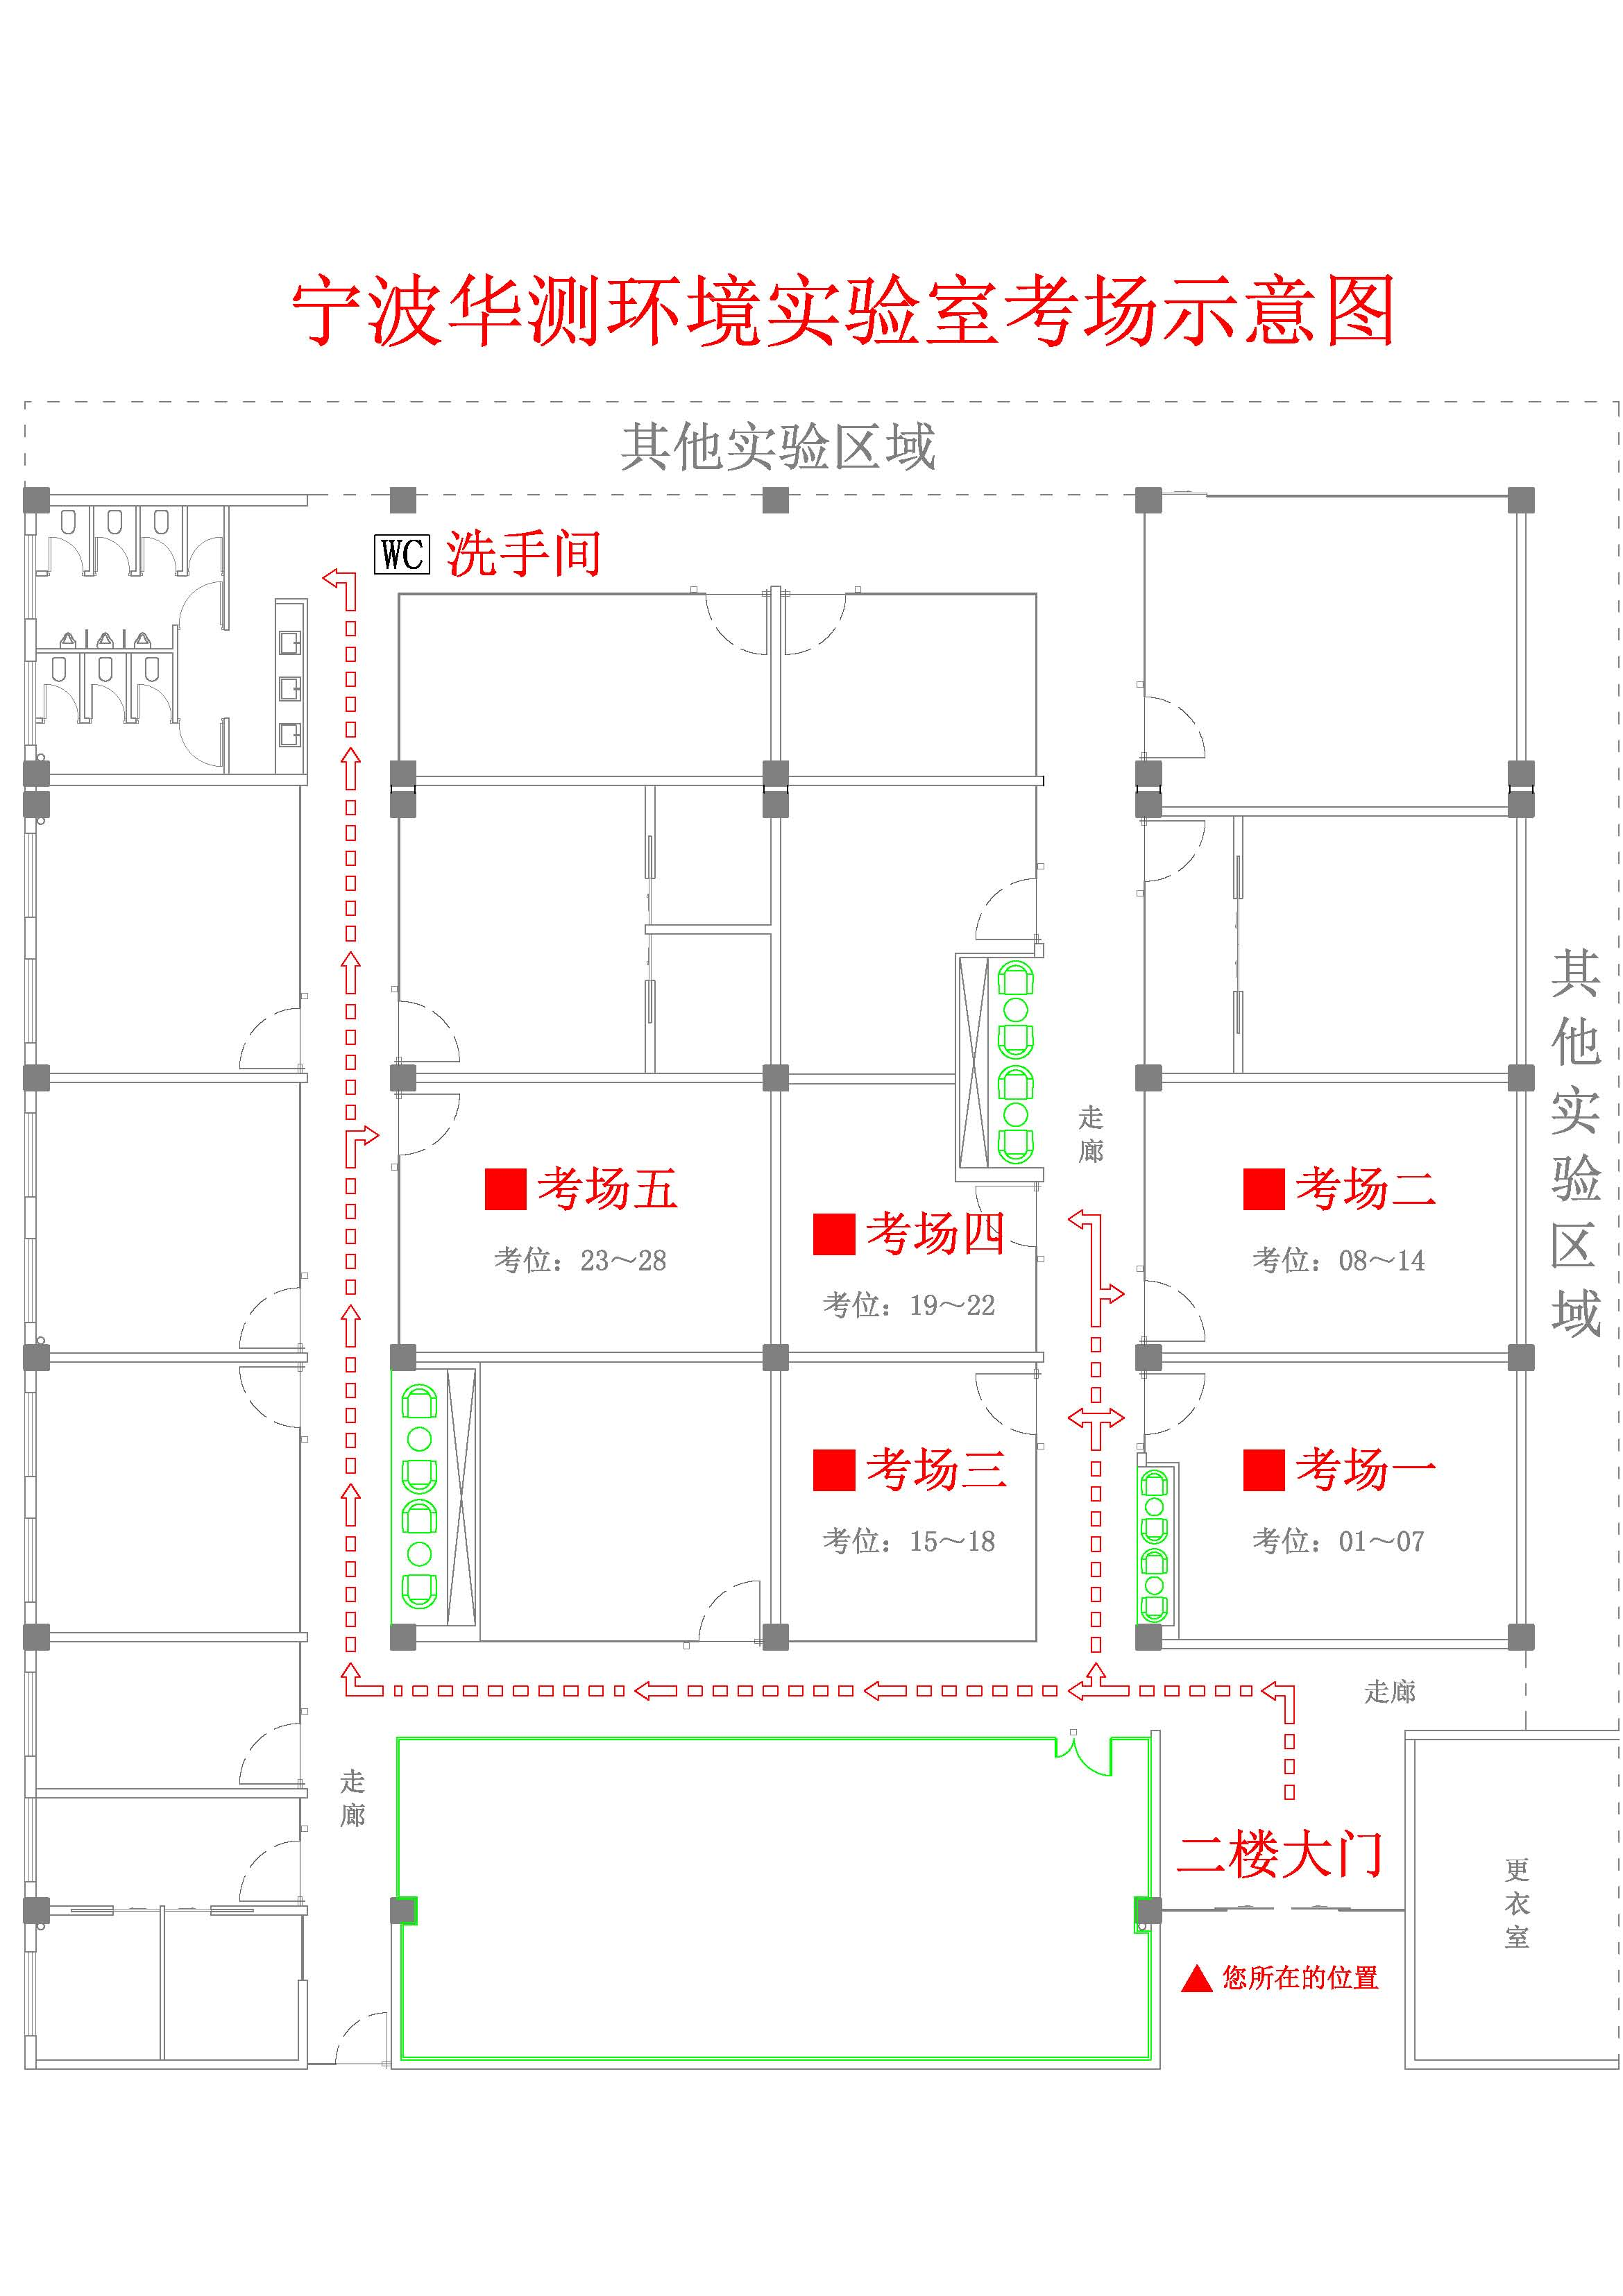 宁波华测环境实验室考场示意图
其他实验区域
WC 洗手间
其他实验区域
走廊
考场五
考位：23～28
考场四
考位：19～22
考场二
考位：08～14
考场三
考位：15～18
考场一
考位：01～07
走廊
走廊
二楼大门
更衣室
您所在的位置